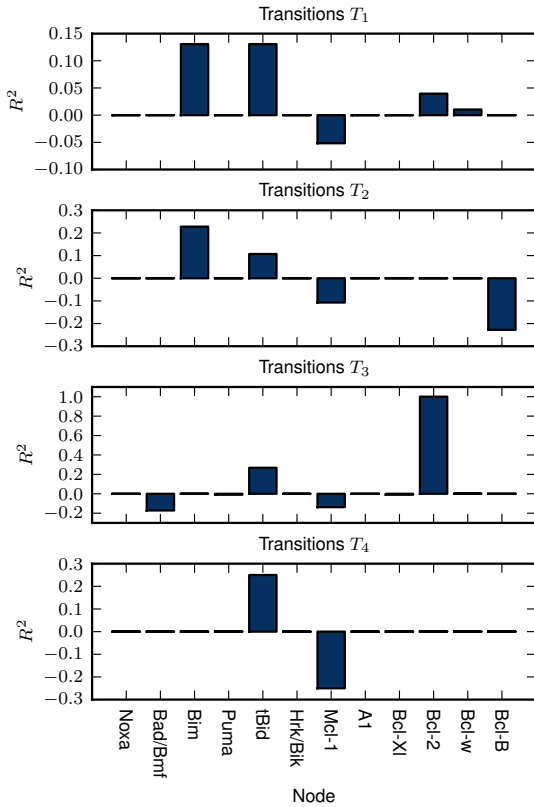 Transitions T₁
0.15
0.10
0.05
0.00
−0.05
−0.10
R²
Transitions T₂
0.3
0.2
0.1
0.0
−0.1
−0.2
−0.3
R²
Transitions T₃
1.0
0.8
0.6
0.4
0.2
0.0
−0.2
R²
Transitions T₄
0.3
0.2
0.1
0.0
−0.1
−0.2
−0.3
R²
Noxa
Bad/Bmf
Bim
Puma
tBid
Hrk/Bik
Mcl-1
A1
Bcl-Xl
Bcl-2
Bcl-w
Bcl-B
Node